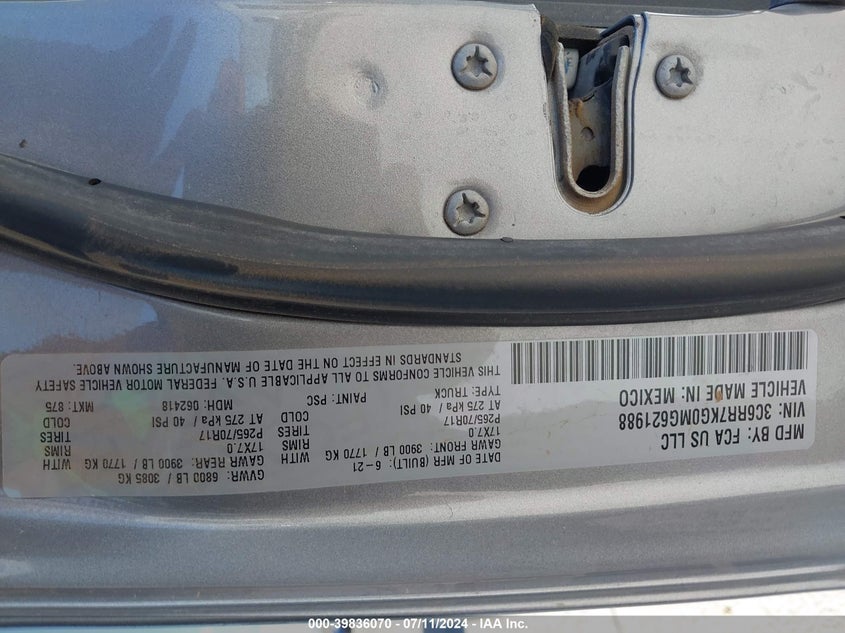 MFD BY: FCA US LLC
DATE OF MFR (BUILT): 6-21
GVWR: 6800 LB / 3085 KG
GAWR FRONT: 3900 LB / 1770 KG WITH
GAWR REAR: 3900 LB / 1770 KG WITH
17X7.0 RIMS
17X7.0 RIMS
P265/70R17 TIRES
P265/70R17 TIRES
AT 275 kPa / 40 PSI COLD
AT 275 kPa / 40 PSI COLD
VIN: 3C6RR7KG0MG621988
TYPE: TRUCK
PAINT: PSC
MDH: 062418
MKT: 875
VEHICLE MADE IN: MEXICO
THIS VEHICLE CONFORMS TO ALL APPLICABLE U.S.A. FEDERAL MOTOR VEHICLE SAFETY
STANDARDS IN EFFECT ON THE DATE OF MANUFACTURE SHOWN ABOVE.
000-39836070 - 07/11/2024 - IAA Inc.